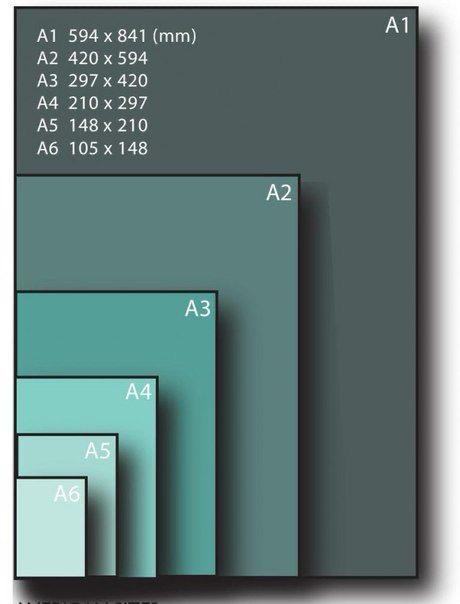 A1
A1 594 x 841 (mm)
A2 420 x 594
A3 297 x 420
A4 210 x 297
A5 148 x 210
A6 105 x 148
A2
A3
A4
A5
A6